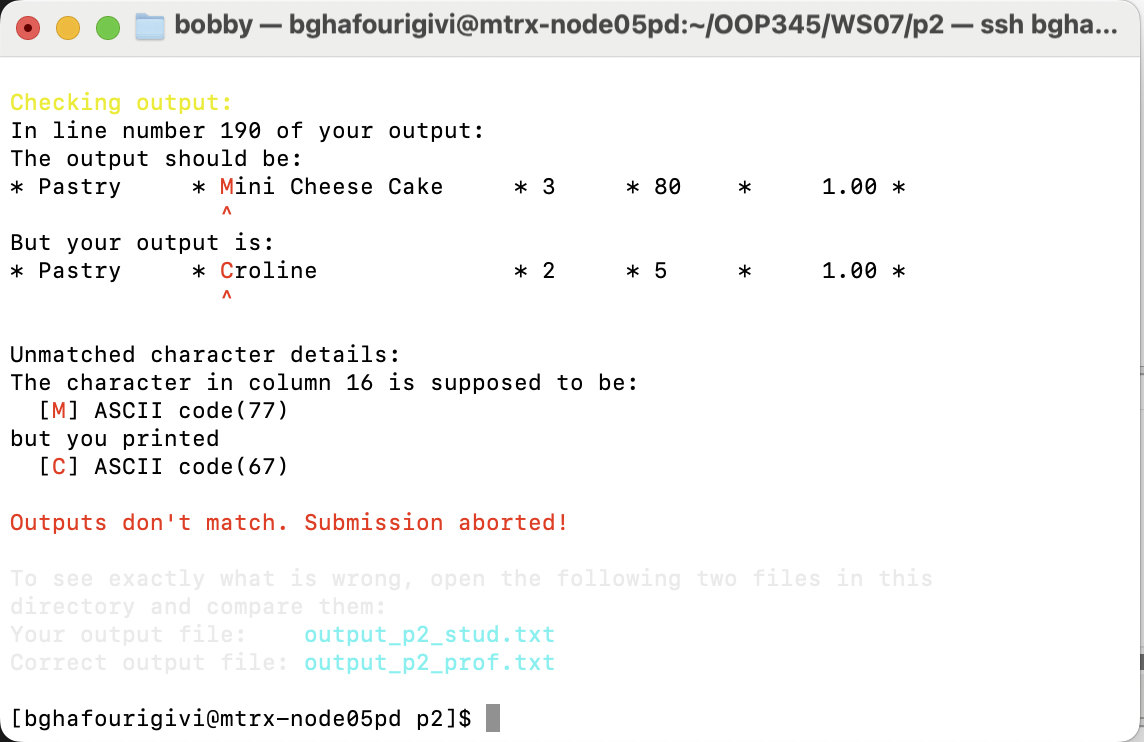 bobby — bghafourigivi@mtrx-node05pd:~/OOP345/WS07/p2 — ssh bgha...
Checking output:
In line number 190 of your output:
The output should be:
* Pastry     * Mini Cheese Cake     * 3     * 80    *     1.00 *
               ^
But your output is:
* Pastry     * Croline              * 2     * 5     *     1.00 *
               ^
Unmatched character details:
The character in column 16 is supposed to be:
  [M] ASCII code(77)
but you printed
  [C] ASCII code(67)
Outputs don't match. Submission aborted!
To see exactly what is wrong, open the following two files in this
directory and compare them:
Your output file:    output_p2_stud.txt
Correct output file: output_p2_prof.txt
[bghafourigivi@mtrx-node05pd p2]$